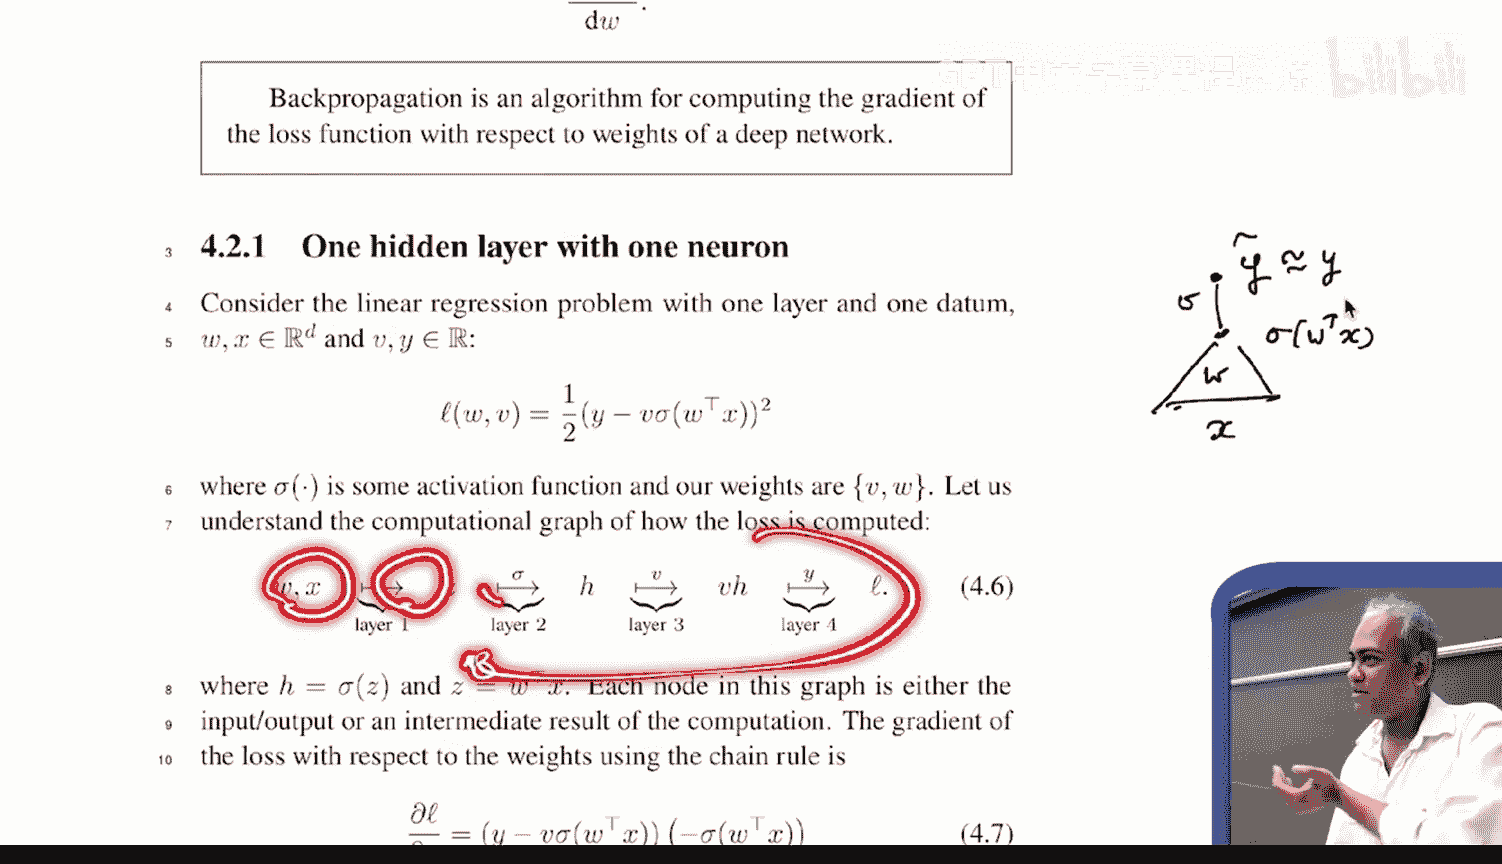 dw .
bilibili
Backpropagation is an algorithm for computing the gradient of
the loss function with respect to weights of a deep network.
3 4.2.1 One hidden layer with one neuron
4 Consider the linear regression problem with one layer and one datum,
5 w, x ∈ ℝᵈ and v, y ∈ ℝ:
ℓ(w, v) = 1/2 (y − vσ(w⊤x))²
6 where σ(·) is some activation function and our weights are {v, w}. Let us
7 understand the computational graph of how the loss is computed:
, x ↦ σ ↦ h v ↦ vh y ↦ ℓ. (4.6)
layer 1 layer 2 layer 3 layer 4
8 where h = σ(z) and z = w⊤x. Each node in this graph is either the
9 input/output or an intermediate result of the computation. The gradient of
10 the loss with respect to the weights using the chain rule is
∂ℓ = (y − vσ(w⊤x)) (−σ(w⊤x)) (4.7)
ỹ ≈ y
σ(w⊤x)
w
x